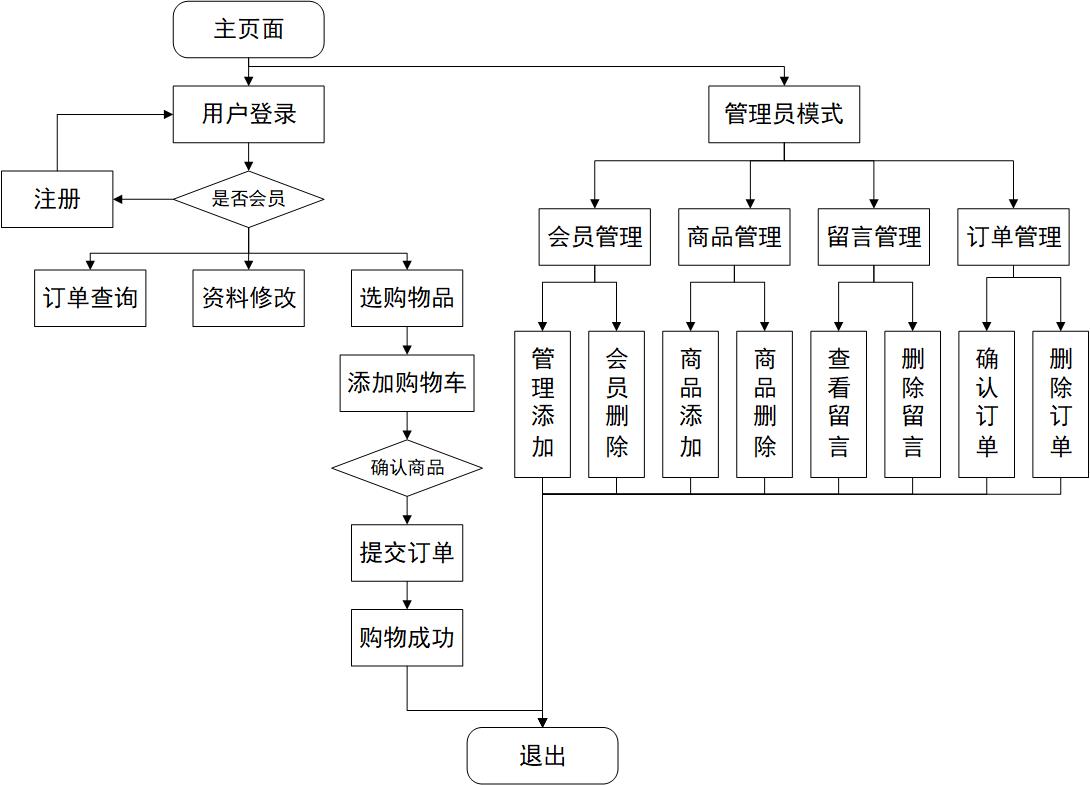 主页面
用户登录
管理员模式
注册
是否会员
会员管理
商品管理
留言管理
订单管理
订单查询
资料修改
选购物品
添加购物车
确认商品
提交订单
购物成功
管理添加
会员删除
商品添加
商品删除
查看留言
删除留言
确认订单
删除订单
退出